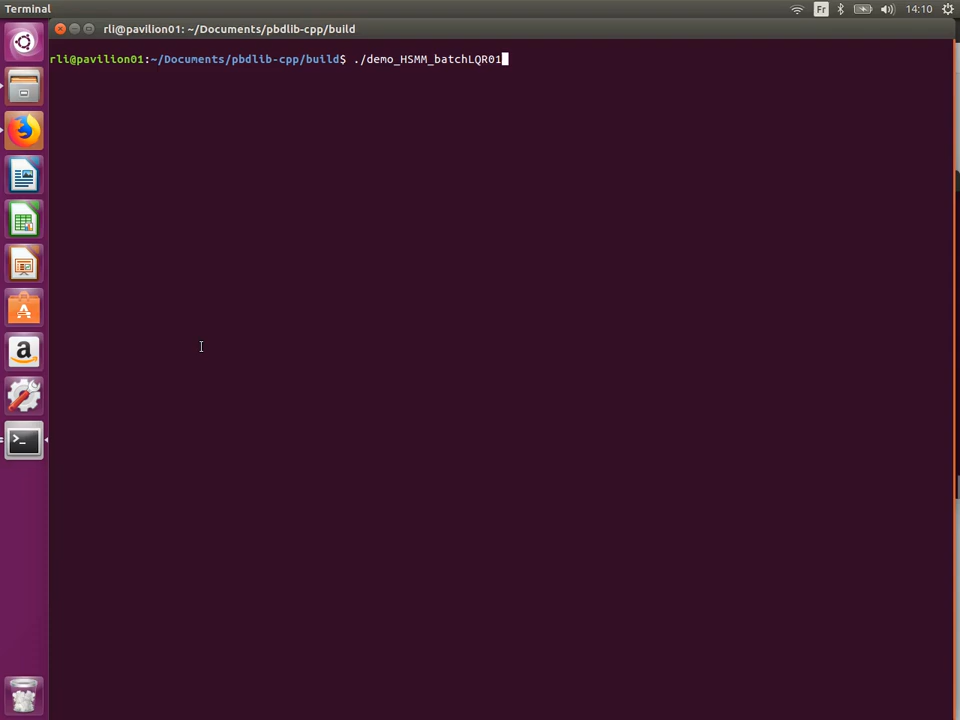 Terminal
Fr
14:10
rli@pavilion01: ~/Documents/pbdlib-cpp/build
rli@pavilion01:~/Documents/pbdlib-cpp/build$ ./demo_HSMM_batchLQR01